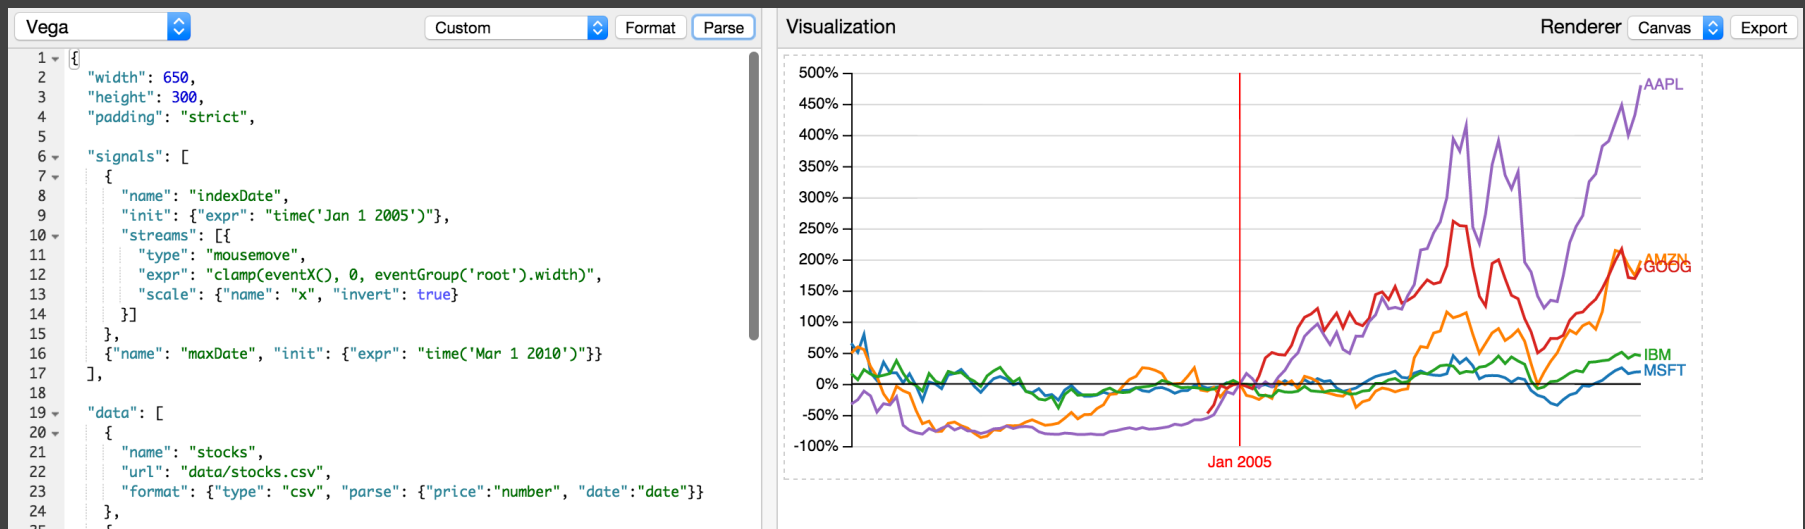 Vega Custom Format Parse
1 {
2 "width": 650,
3 "height": 300,
4 "padding": "strict",
5
6 "signals": [
7 {
8 "name": "indexDate",
9 "init": {"expr": "time('Jan 1 2005')"},
10 "streams": [{
11 "type": "mousemove",
12 "expr": "clamp(eventX(), 0, eventGroup('root').width)",
13 "scale": {"name": "x", "invert": true}
14 }]
15 },
16 {"name": "maxDate", "init": {"expr": "time('Mar 1 2010')"}}
17 ],
18
19 "data": [
20 {
21 "name": "stocks",
22 "url": "data/stocks.csv",
23 "format": {"type": "csv", "parse": {"price":"number", "date":"date"}}
24 },
Visualization Renderer Canvas Export
500%
450%
400%
350%
300%
250%
200%
150%
100%
50%
0%
-50%
-100%
AAPL
AMZN
GOOG
IBM
MSFT
Jan 2005